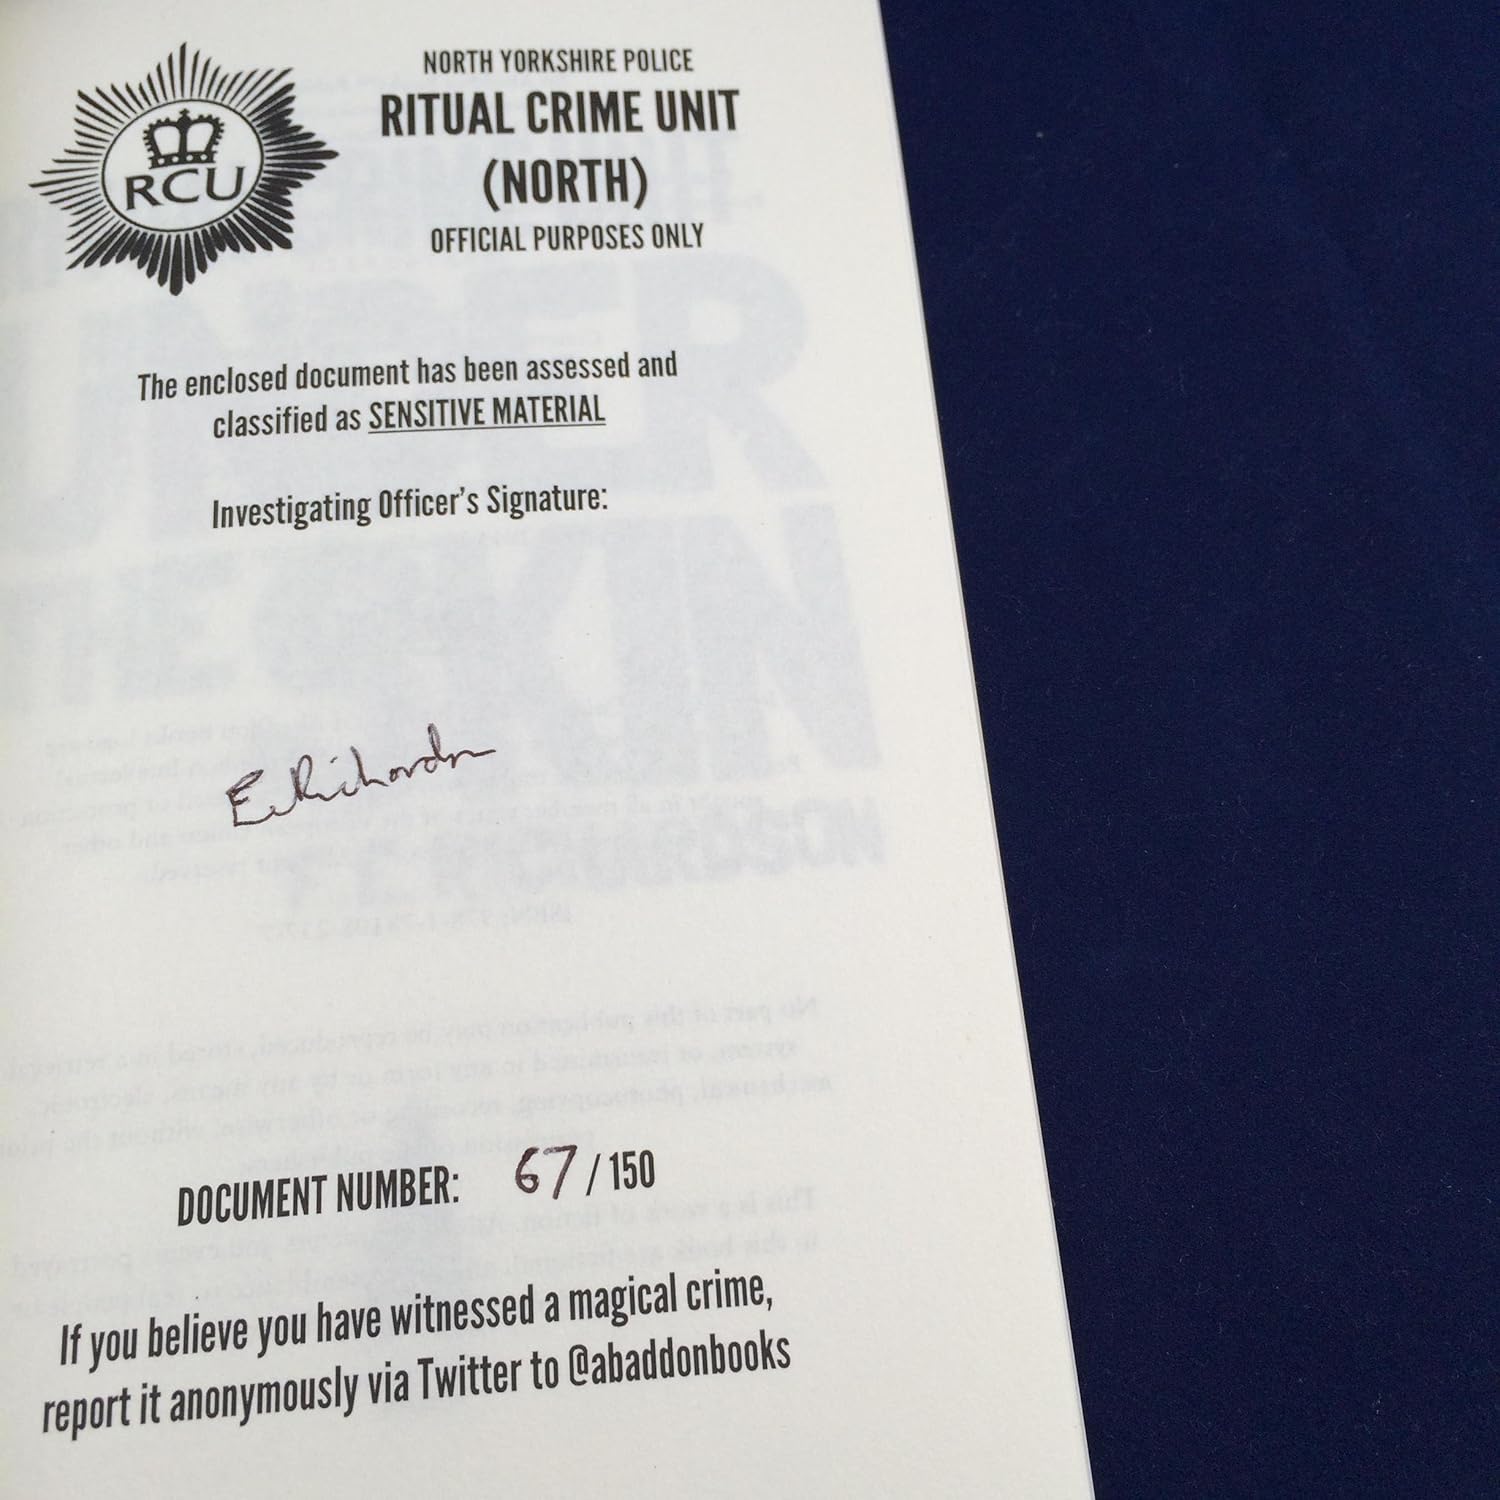 RCU
NORTH YORKSHIRE POLICE
RITUAL CRIME UNIT
(NORTH)
OFFICIAL PURPOSES ONLY
The enclosed document has been assessed and
classified as SENSITIVE MATERIAL
Investigating Officer's Signature:
E Richardson
DOCUMENT NUMBER: 67/150
If you believe you have witnessed a magical crime,
report it anonymously via Twitter to @abaddonbooks